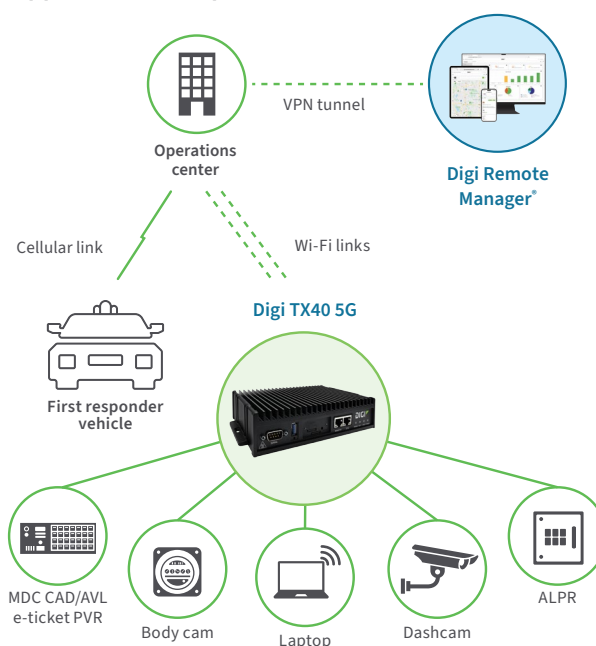 VPN tunnel
Operations
center
Digi Remote
Manager®
Cellular link
Wi-Fi links
Digi TX40 5G
DIGI
First responder
vehicle
MDC CAD/AVL
e-ticket PVR
Body cam
Laptop
Dashcam
ALPR